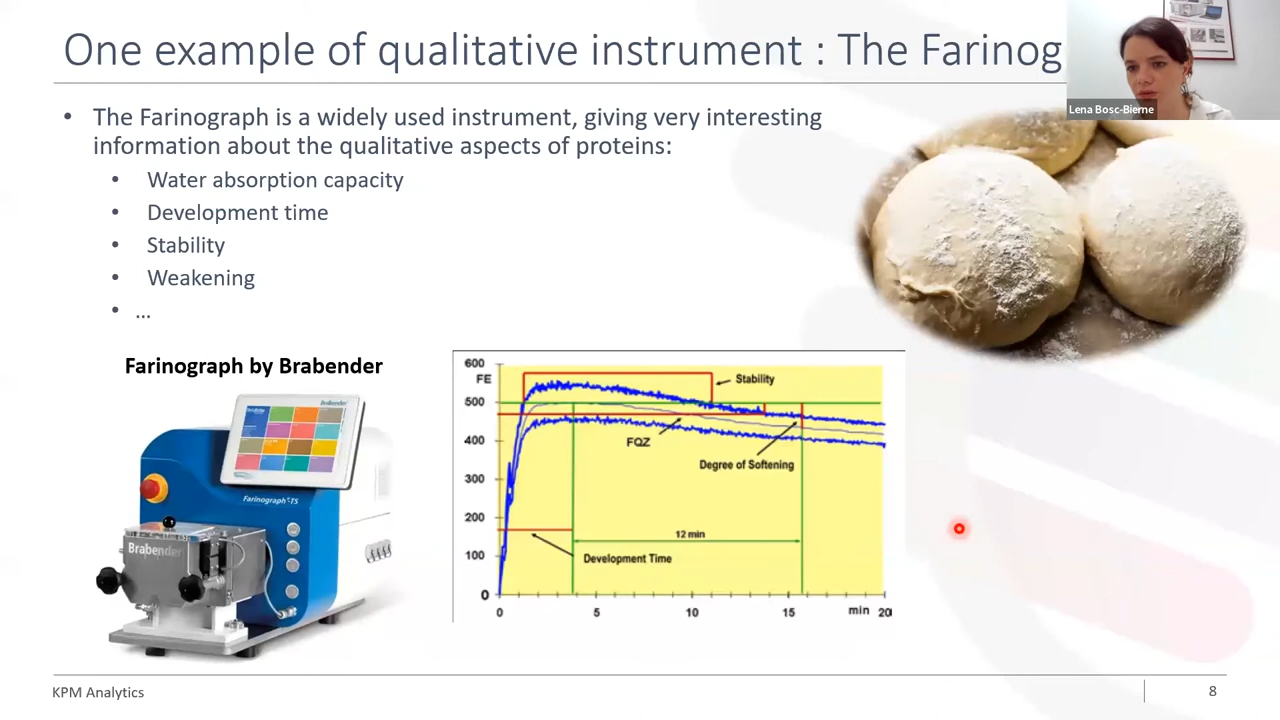 One example of qualitative instrument : The Farinog
Lena Bosc-Bierne
• The Farinograph is a widely used instrument, giving very interesting
information about the qualitative aspects of proteins:
• Water absorption capacity
• Development time
• Stability
• Weakening
• ...
Farinograph by Brabender
Brabender
Farinograph-TS
Brabender
600
FE
500
400
300
200
100
0
Stability
FQZ
Degree of Softening
12 min
Development Time
0 5 10 15 min 20
KPM Analytics
8